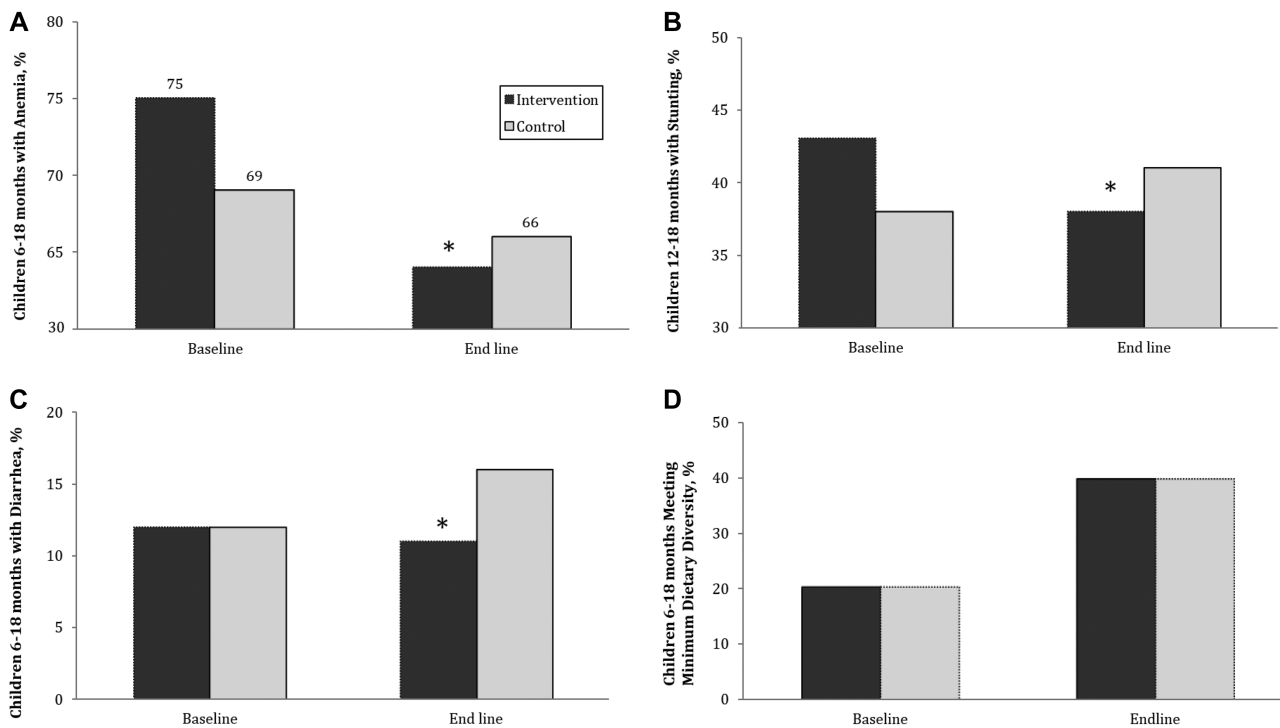 A
Children 6-18 months with Anemia, %
80
75
70
65
30
75
69
*
66
Intervention
Control
Baseline
End line
B
Children 12-18 months with Stunting, %
50
45
40
35
30
*
Baseline
End line
C
Children 6-18 months with Diarrhea, %
20
15
10
5
0
*
Baseline
End line
D
Children 6-18 months Meeting
Minimum Dietary Diversity, %
50
40
30
20
10
0
Baseline
Endline